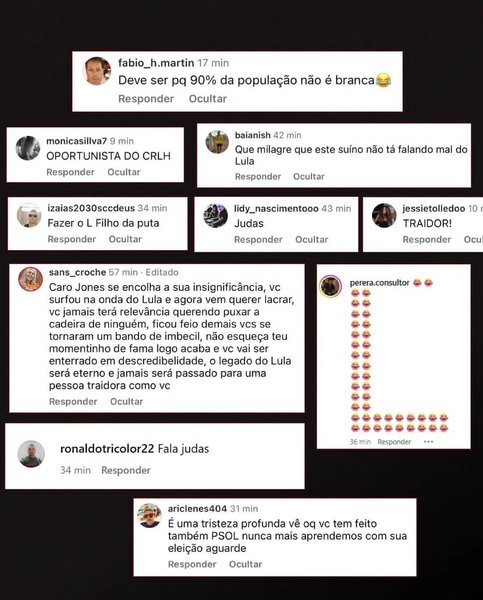 fabio_h.martin 17 min
Deve ser pq 90% da população não é branca😂
Responder Ocultar
monicasillva7 9 min
OPORTUNISTA DO CRLH
Responder Ocultar
baianish 42 min
Que milagre que este suíno não tá falando mal do
Lula
Responder Ocultar
izaias2030sccdeus 34 min
Fazer o L Filho da puta
Responder Ocultar
lidy_nascimentooo 43 min
Judas
Responder Ocultar
jessietolledoo 10 r
TRAIDOR!
Responder Oc
sans_croche 57 min · Editado
Caro Jones se encolha a sua insignificância, vc
surfou na onda do Lula e agora vem querer lacrar,
vc jamais terá relevância querendo puxar a
cadeira de ninguém, ficou feio demais vcs se
tornaram um bando de imbecil, não esqueça teu
momentinho de fama logo acaba e vc vai ser
enterrado em descredibelidade, o legado do Lula
será eterno e jamais será passado para uma
pessoa traidora como vc
Responder Ocultar
perera.consultor 😂😂
😂😂
😂😂
😂😂
😂😂
😂😂
😂😂
😂😂
😂😂
😂😂
😂😂
😂😂😂😂😂😂😂😂😂
😂😂😂😂😂😂😂😂😂
36 min Responder •••
ronaldotricolor22 Fala judas
34 min Responder
ariclenes404 31 min
É uma tristeza profunda vê oq vc tem feito
também PSOL nunca mais aprendemos com sua
eleição aguarde
Responder Ocultar